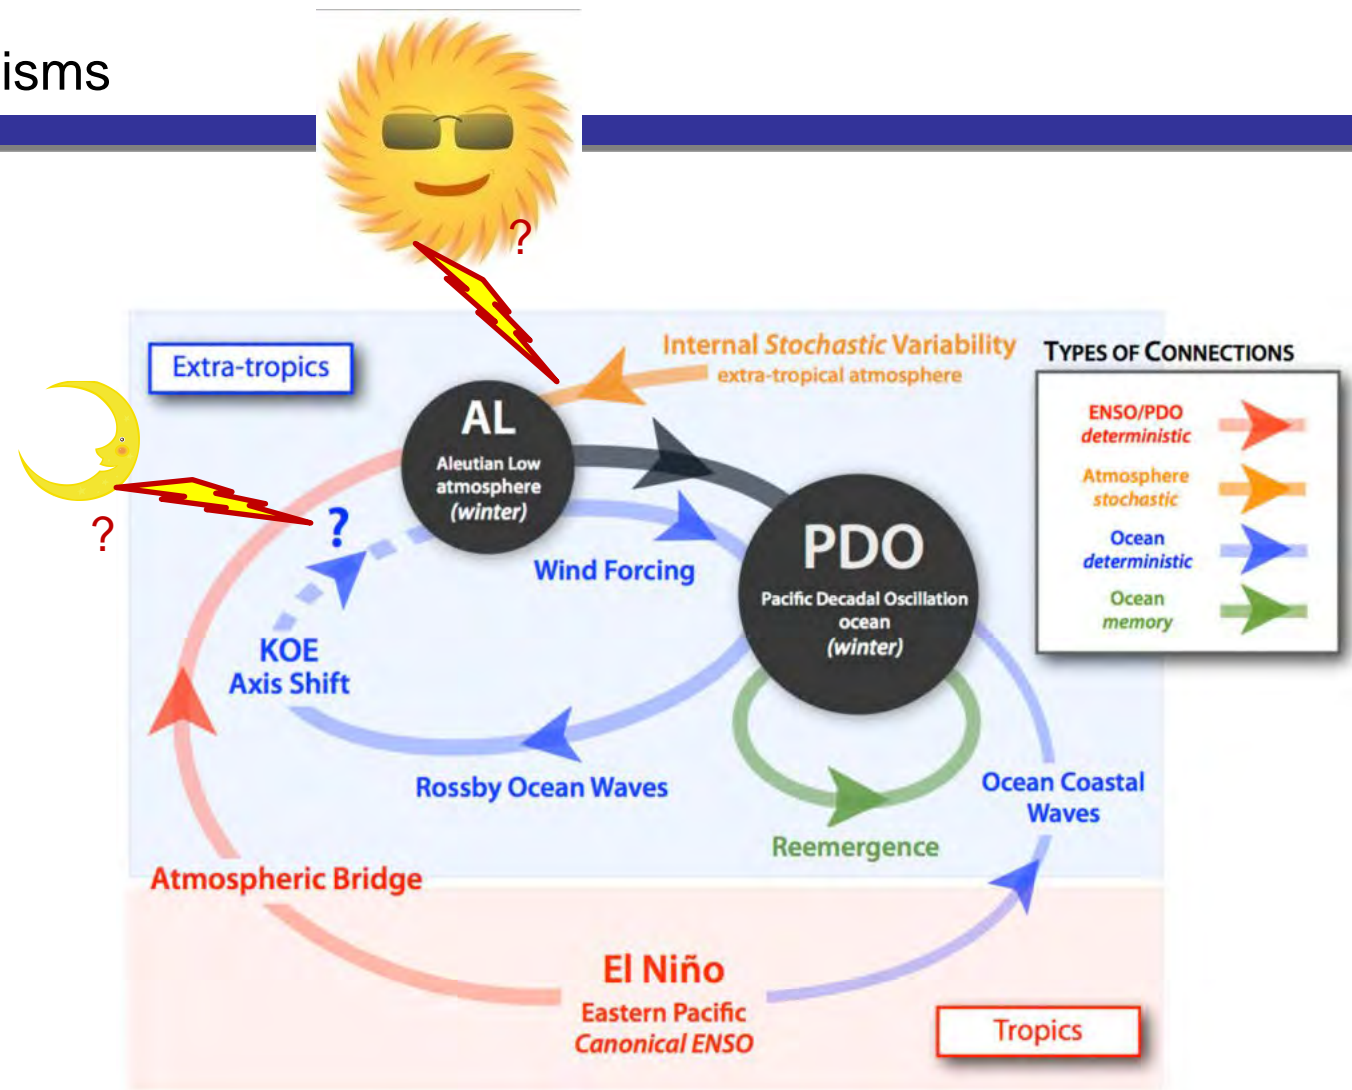 isms
?
Extra-tropics
Internal Stochastic Variability
extra-tropical atmosphere
TYPES OF CONNECTIONS
ENSO/PDO
deterministic
Atmosphere
stochastic
Ocean
deterministic
Ocean
memory
AL
Aleutian Low
atmosphere
(winter)
?
?
Wind Forcing
PDO
Pacific Decadal Oscillation
ocean
(winter)
KOE
Axis Shift
Rossby Ocean Waves
Ocean Coastal
Waves
Reemergence
Atmospheric Bridge
El Niño
Eastern Pacific
Canonical ENSO
Tropics